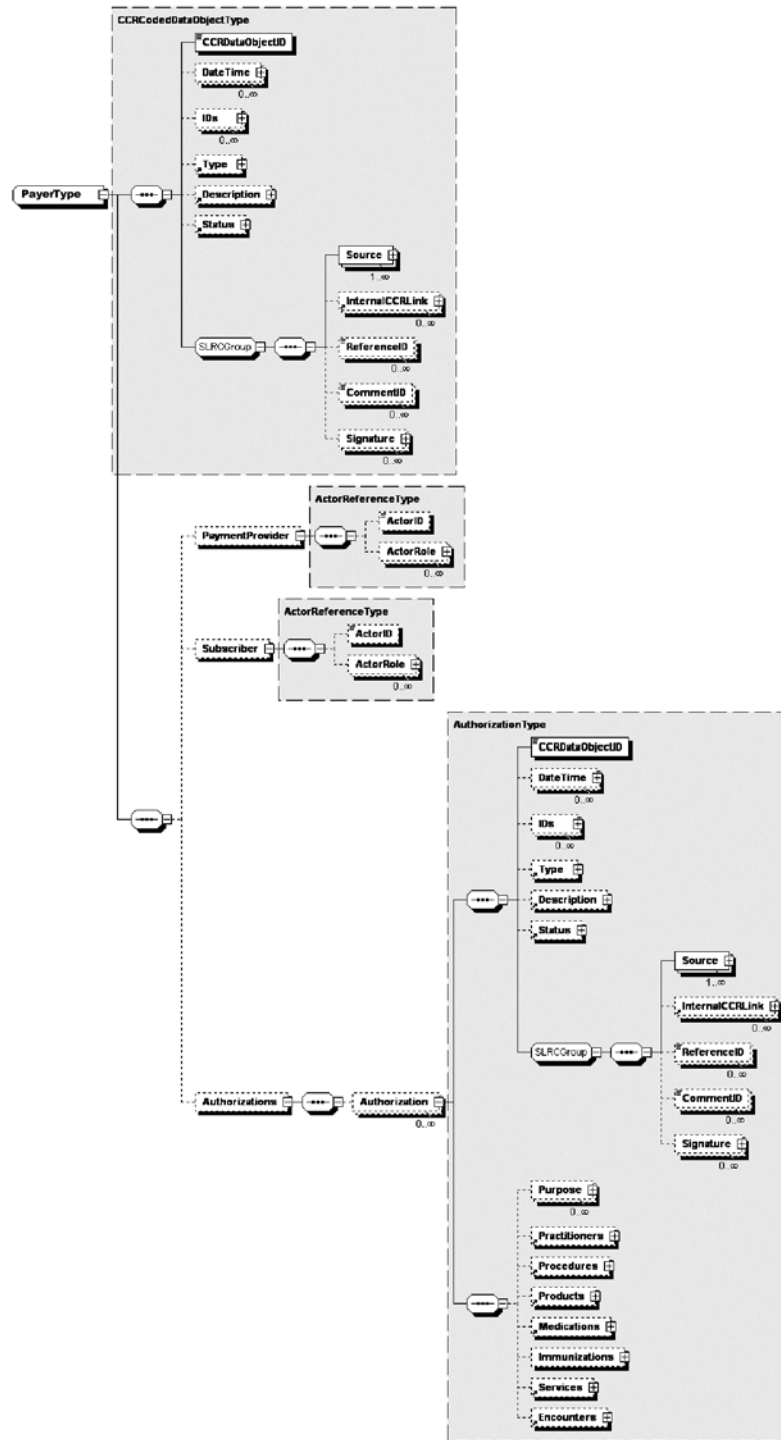 CCRCodedDataObjectType
CCRDataObjectID
DateTime
0..∞
IDs
0..∞
Type
PayerType
Description
Status
Source
1..∞
InternalCCRLink
0..∞
SLRCGroup
ReferenceID
0..∞
CommentID
0..∞
Signature
0..∞
ActorReferenceType
ActorID
PaymentProvider
ActorRole
0..∞
ActorReferenceType
ActorID
Subscriber
ActorRole
0..∞
AuthorizationType
CCRDataObjectID
DateTime
0..∞
IDs
0..∞
Type
Description
Status
Source
1..∞
InternalCCRLink
0..∞
SLRCGroup
ReferenceID
0..∞
Authorizations
Authorization
0..∞
CommentID
0..∞
Signature
0..∞
Purpose
0..∞
Practitioners
Procedures
Products
Medications
Immunizations
Services
Encounters